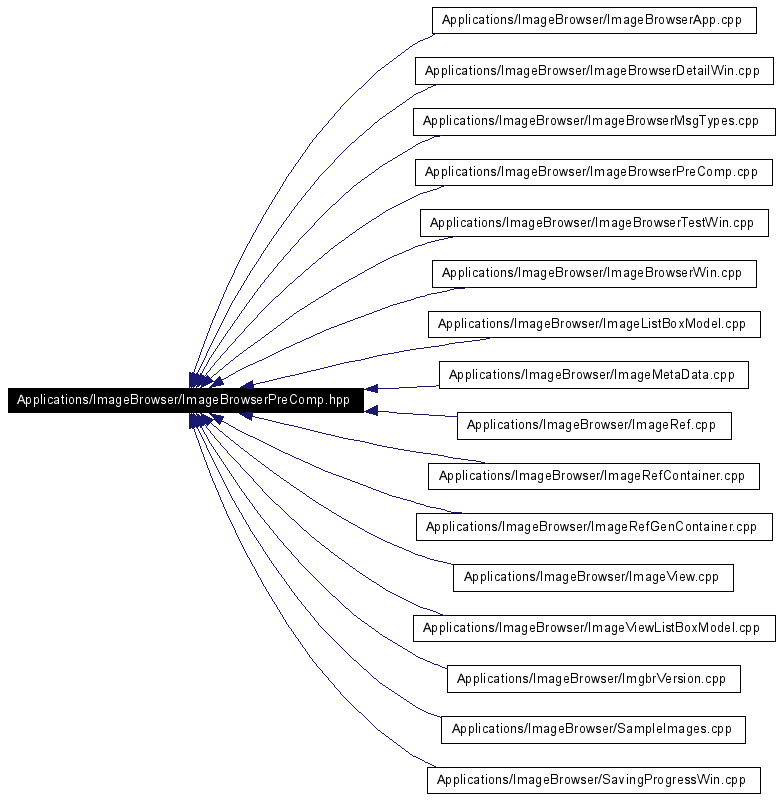 Applications/ImageBrowser/ImageBrowserApp.cpp
Applications/ImageBrowser/ImageBrowserDetailWin.cpp
Applications/ImageBrowser/ImageBrowserMsgTypes.cpp
Applications/ImageBrowser/ImageBrowserPreComp.cpp
Applications/ImageBrowser/ImageBrowserTestWin.cpp
Applications/ImageBrowser/ImageBrowserWin.cpp
Applications/ImageBrowser/ImageListBoxModel.cpp
Applications/ImageBrowser/ImageMetaData.cpp
Applications/ImageBrowser/ImageBrowserPreComp.hpp
Applications/ImageBrowser/ImageRef.cpp
Applications/ImageBrowser/ImageRefContainer.cpp
Applications/ImageBrowser/ImageRefGenContainer.cpp
Applications/ImageBrowser/ImageView.cpp
Applications/ImageBrowser/ImageViewListBoxModel.cpp
Applications/ImageBrowser/ImgbrVersion.cpp
Applications/ImageBrowser/SampleImages.cpp
Applications/ImageBrowser/SavingProgressWin.cpp